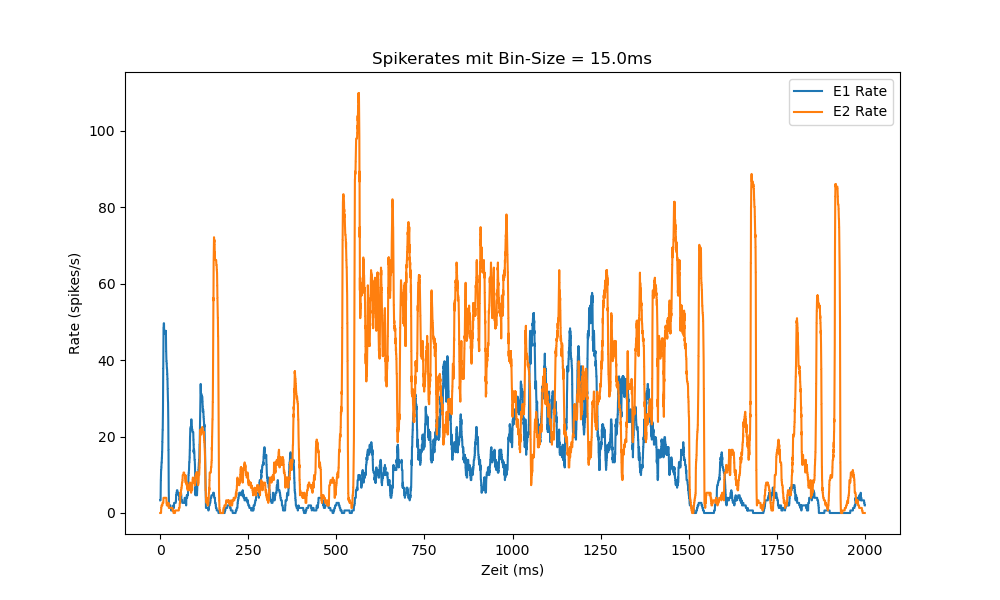 Spikerates mit Bin-Size = 15.0ms
E1 Rate
E2 Rate
Rate (spikes/s)
100
80
60
40
20
0
0 250 500 750 1000 1250 1500 1750 2000
Zeit (ms)